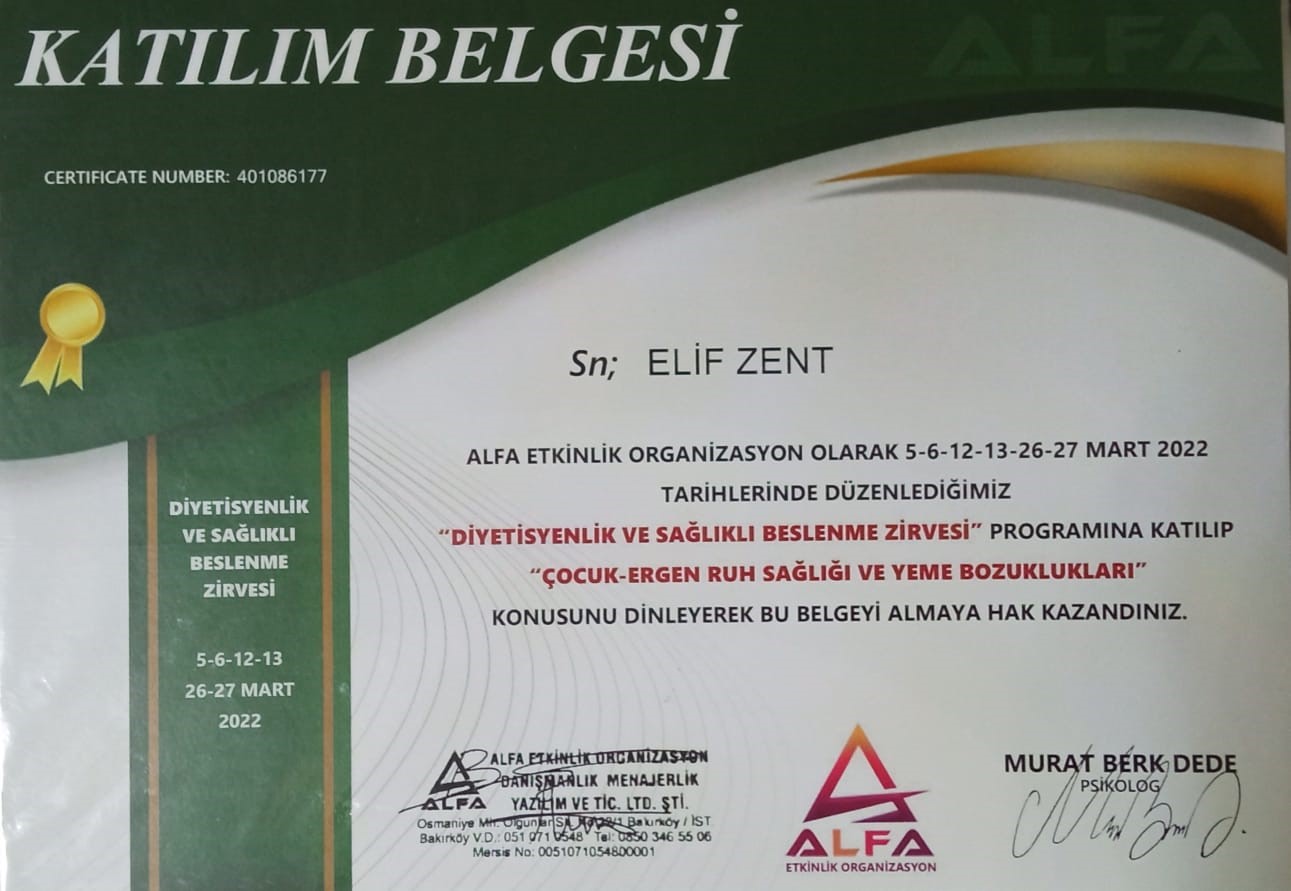 KATILIM BELGESİ
ALFA
CERTIFICATE NUMBER: 401086177
Sn; ELİF ZENT
ALFA ETKİNLİK ORGANİZASYON OLARAK 5-6-12-13-26-27 MART 2022
TARİHLERİNDE DÜZENLEDİĞİMİZ
“DİYETİSYENLİK VE SAĞLIKLI BESLENME ZİRVESİ” PROGRAMINA KATILIP
“ÇOCUK-ERGEN RUH SAĞLIĞI VE YEME BOZUKLUKLARI”
KONUSUNU DİNLEYEREK BU BELGEYİ ALMAYA HAK KAZANDINIZ.
DİYETİSYENLİK
VE SAĞLIKLI
BESLENME
ZİRVESİ
5-6-12-13
26-27 MART
2022
ALFA
ALFA ETKİNLİK ORGANİZASYON
DANIŞMANLIK MENAJERLİK
YAZILIM VE TİC. LTD. ŞTİ.
Osmaniye Mh. Bakırköy / İST
Bakırköy V.D.: 051 071 0548 Tel: 0850 346 55 06
Mersis No: 0051071054800001
ALFA
ETKİNLİK ORGANİZASYON
MURAT BERK DEDE
PSİKOLOG